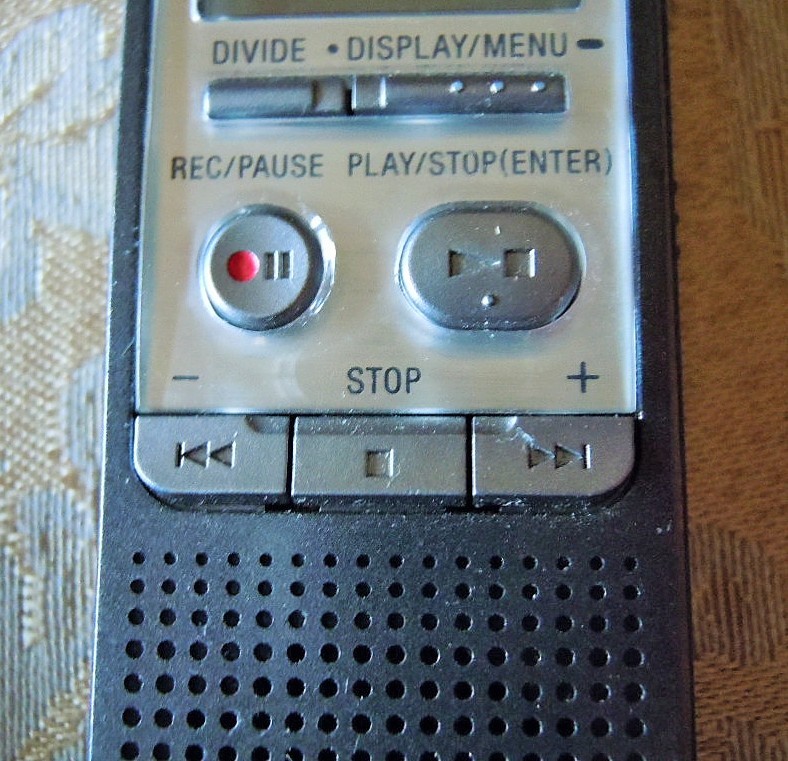 DIVIDE •DISPLAY/MENU
REC/PAUSE PLAY/STOP(ENTER)
− STOP +